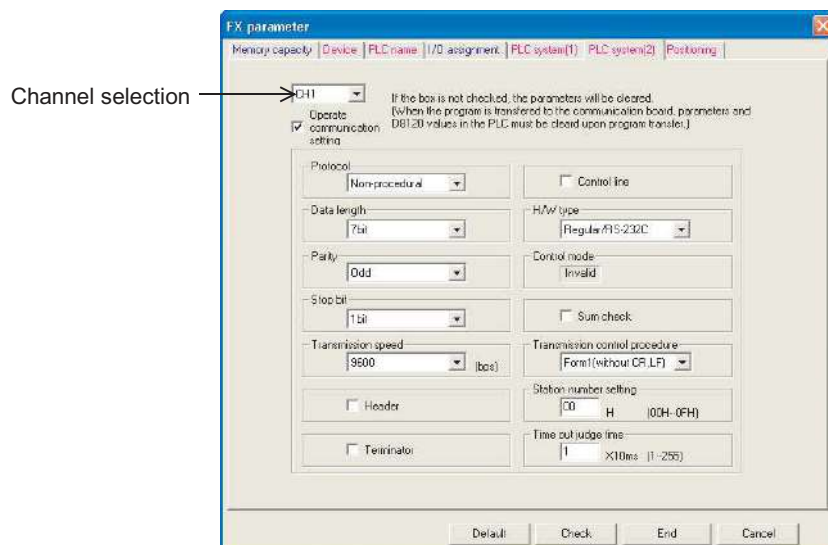 FX parameter
Memory capacity Device PLC name I/O assignment PLC system(1) PLC system(2) Positioning
Channel selection
CH1
If the box is not checked, the parameters will be cleared.
(When the program is transfered to the communication board, parameters and
D8120 values in the PLC must be cleard upon program transfer.)
Operate
communication
setting
Protocol
Non-procedural
Control line
Data length
7bit
H/W type
Regular/RS-232C
Parity
Odd
Control mode
Invalid
Stop bit
1bit
Sum check
Transmission speed
9600 (bps)
Transmission control procedure
Form1(without CR,LF)
Header
Station number setting
00 H (00H--0FH)
Terminator
Time out judge time
1 X10ms (1--255)
Default Check End Cancel